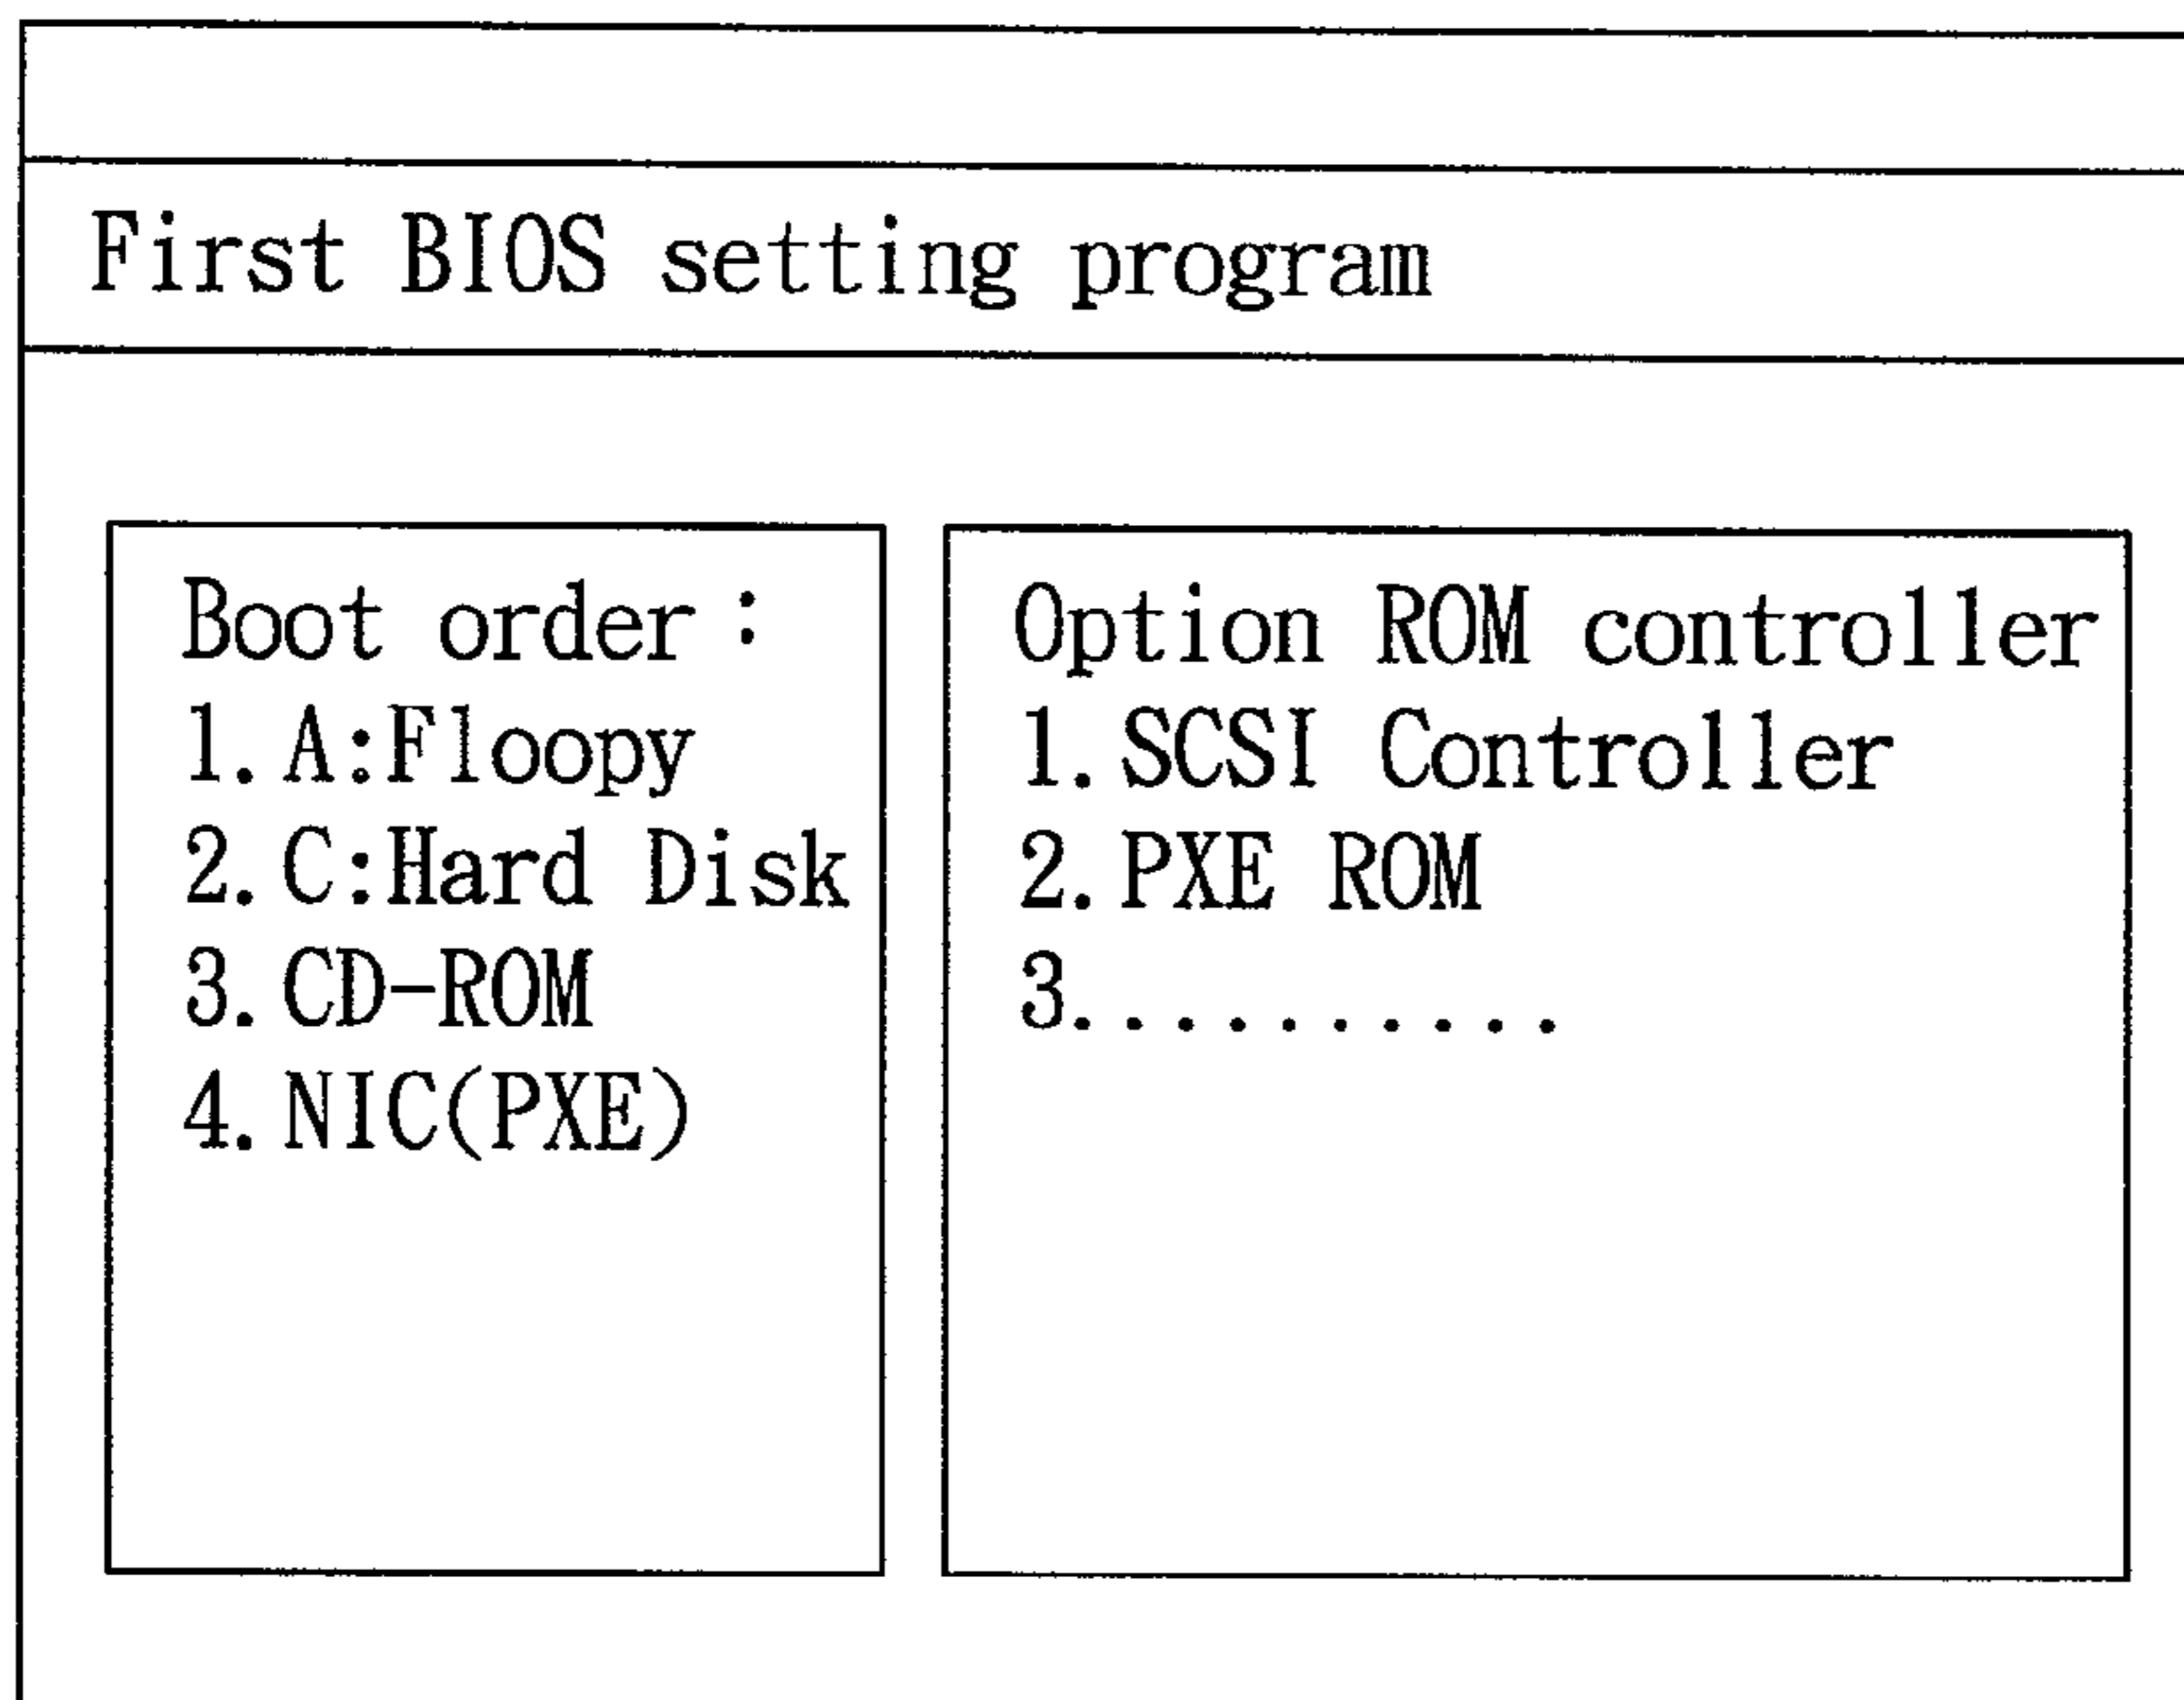 First BIOS setting program
Boot order:
1. A:Floopy
2. C:Hard Disk
3. CD-ROM
4. NIC(PXE)
Option ROM controller
1. SCSI Controller
2. PXE ROM
3..........